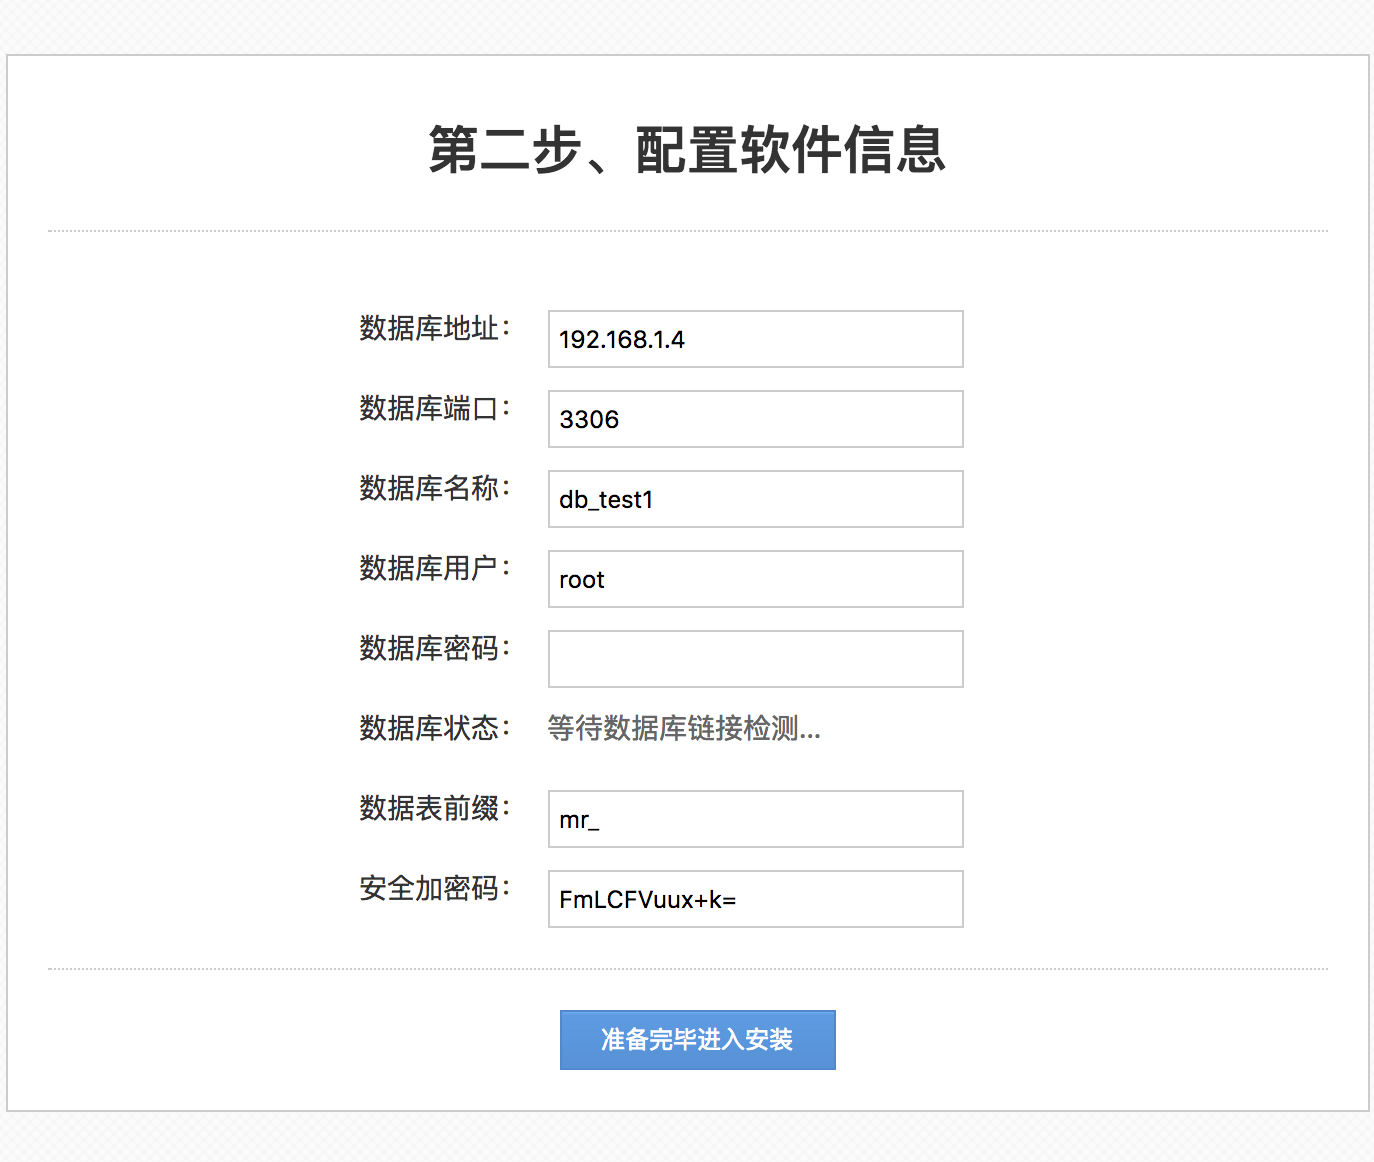 第二步、配置软件信息
数据库地址： 192.168.1.4
数据库端口： 3306
数据库名称： db_test1
数据库用户： root
数据库密码：
数据库状态： 等待数据库链接检测...
数据表前缀： mr_
安全加密码： FmLCFVuux+k=
准备完毕进入安装